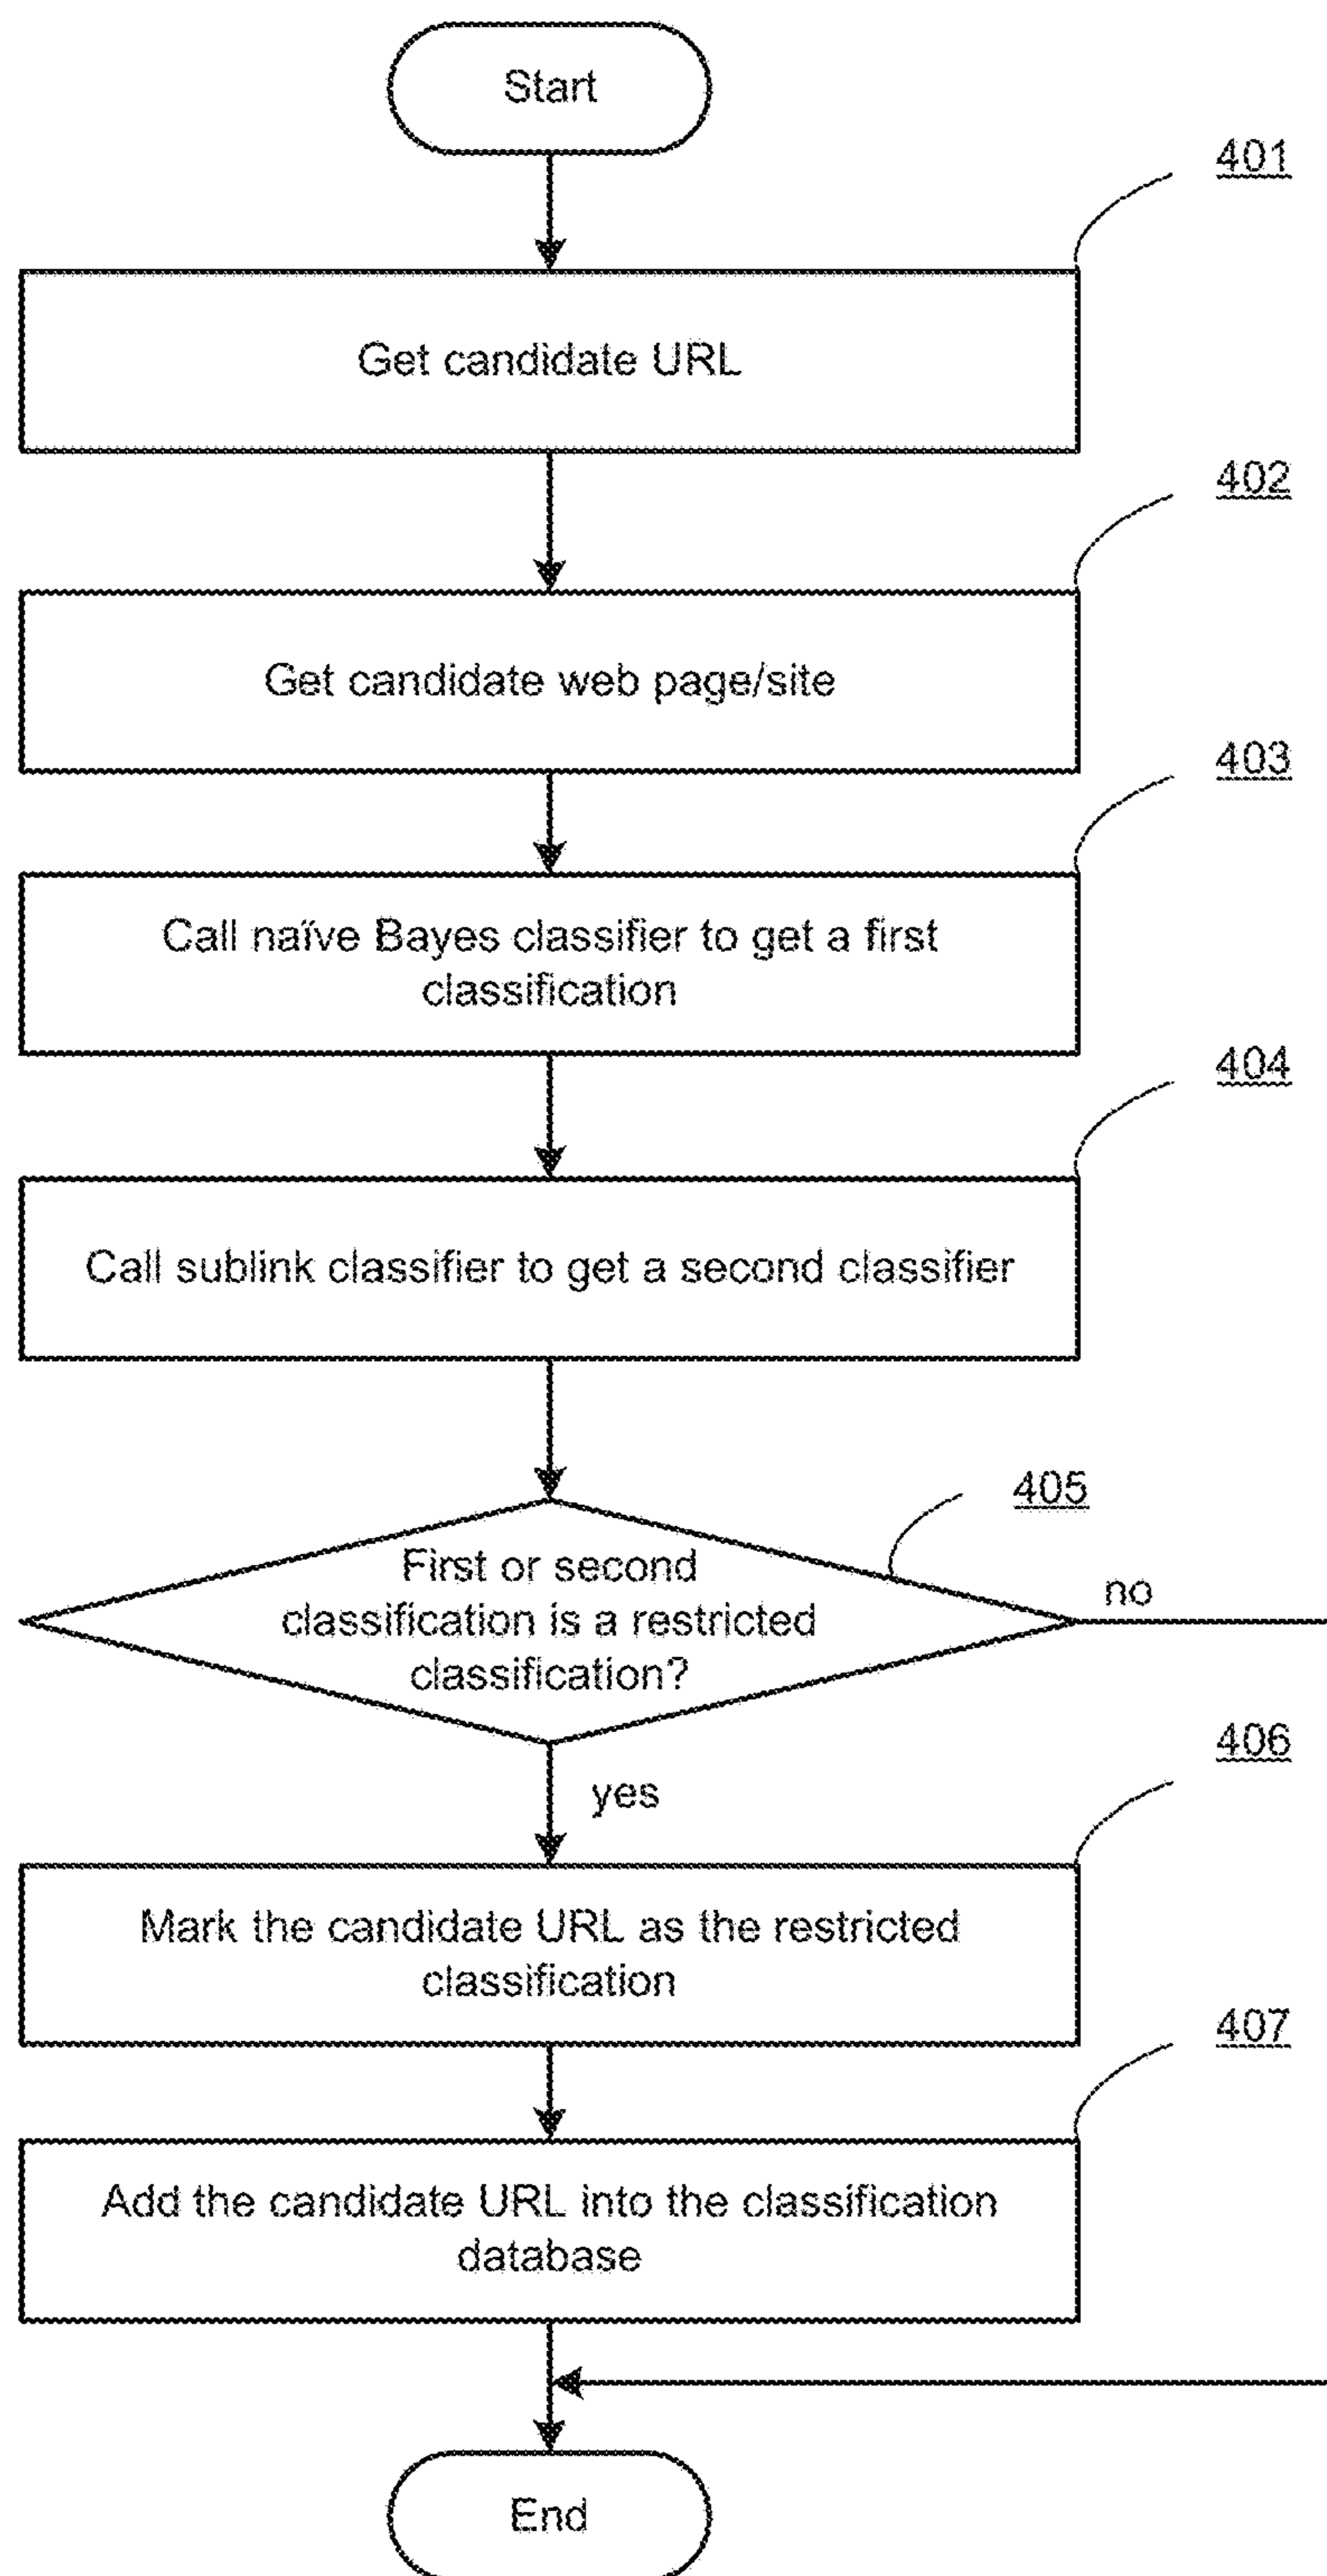 Start
401
Get candidate URL
402
Get candidate web page/site
403
Call naïve Bayes classifier to get a first
classification
404
Call sublink classifier to get a second classifier
405
First or second
classification is a restricted
classification?
no
406
yes
Mark the candidate URL as the restricted
classification
407
Add the candidate URL into the classification
database
End